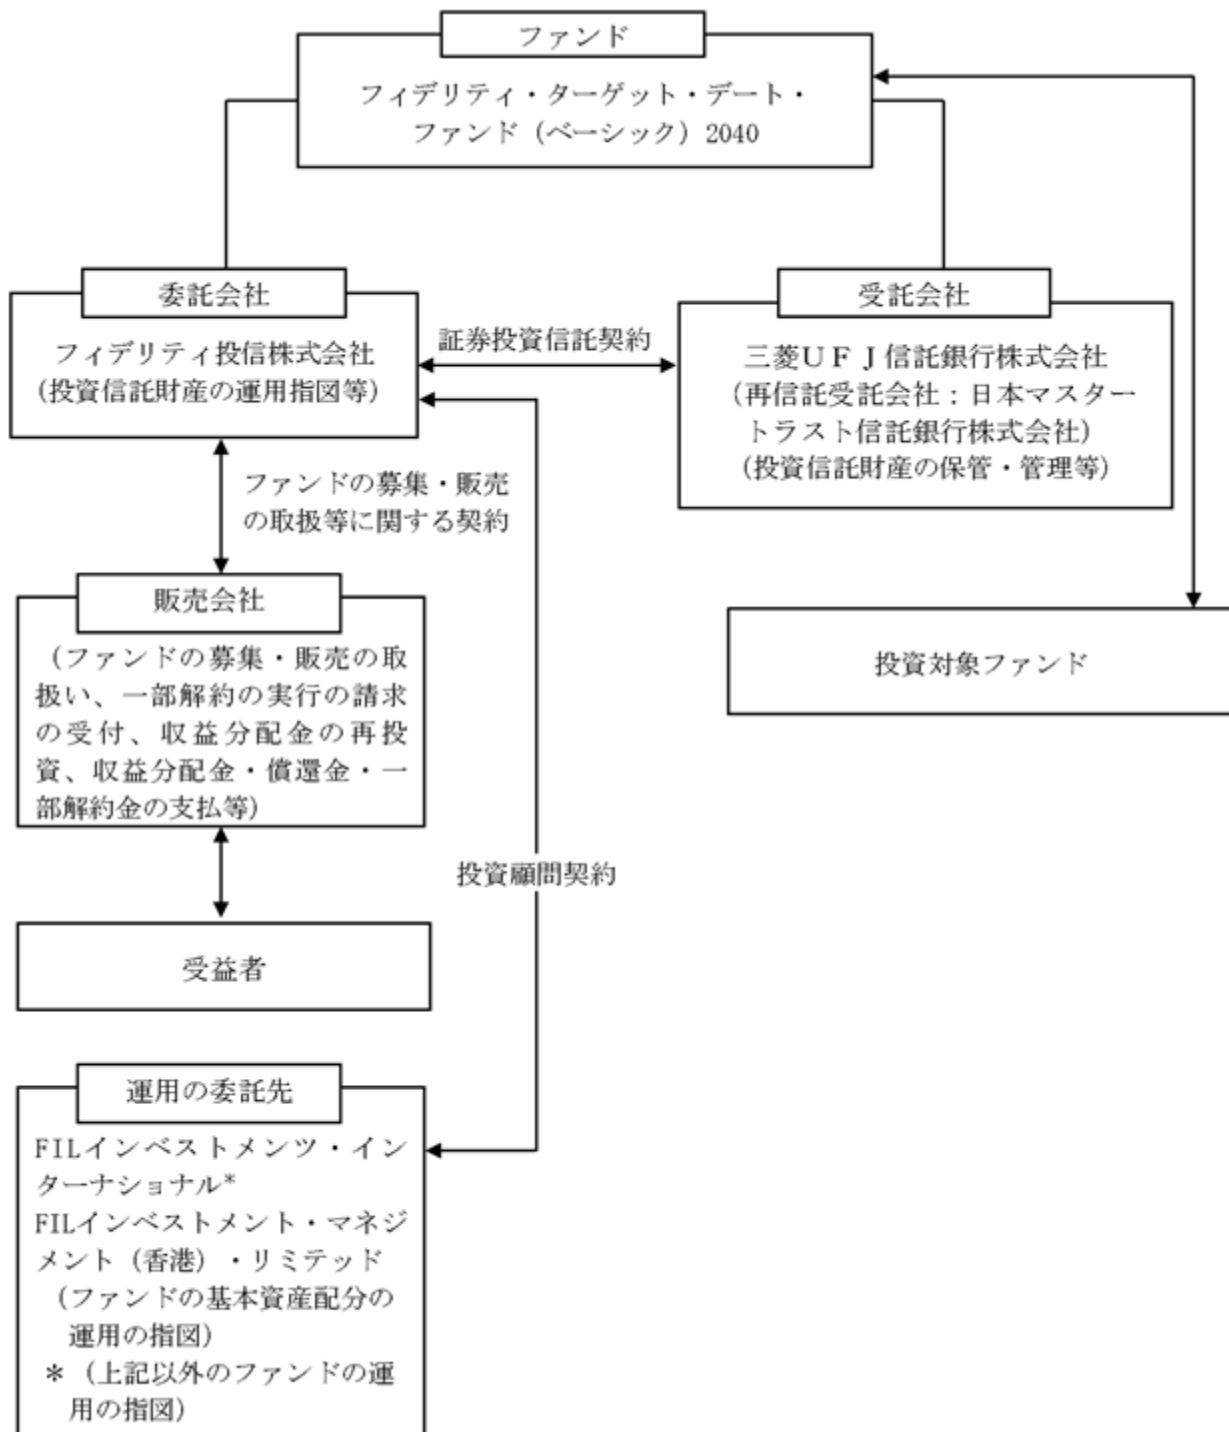 ファンド
フィデリティ・ターゲット・デート・
ファンド（ベーシック）2040
委託会社
フィデリティ投信株式会社
（投資信託財産の運用指図等）
証券投資信託契約
受託会社
三菱ＵＦＪ信託銀行株式会社
（再信託受託会社：日本マスター
トラスト信託銀行株式会社）
（投資信託財産の保管・管理等）
ファンドの募集・販売
の取扱等に関する契約
販売会社
（ファンドの募集・販売の取
扱い、一部解約の実行の請求
の受付、収益分配金の再投
資、収益分配金・償還金・一
部解約金の支払等）
投資対象ファンド
投資顧問契約
受益者
運用の委託先
FILインベストメンツ・イン
ターナショナル*
FILインベストメント・マネジ
メント（香港）・リミテッド
（ファンドの基本資産配分の
運用の指図）
＊（上記以外のファンドの運
用の指図）